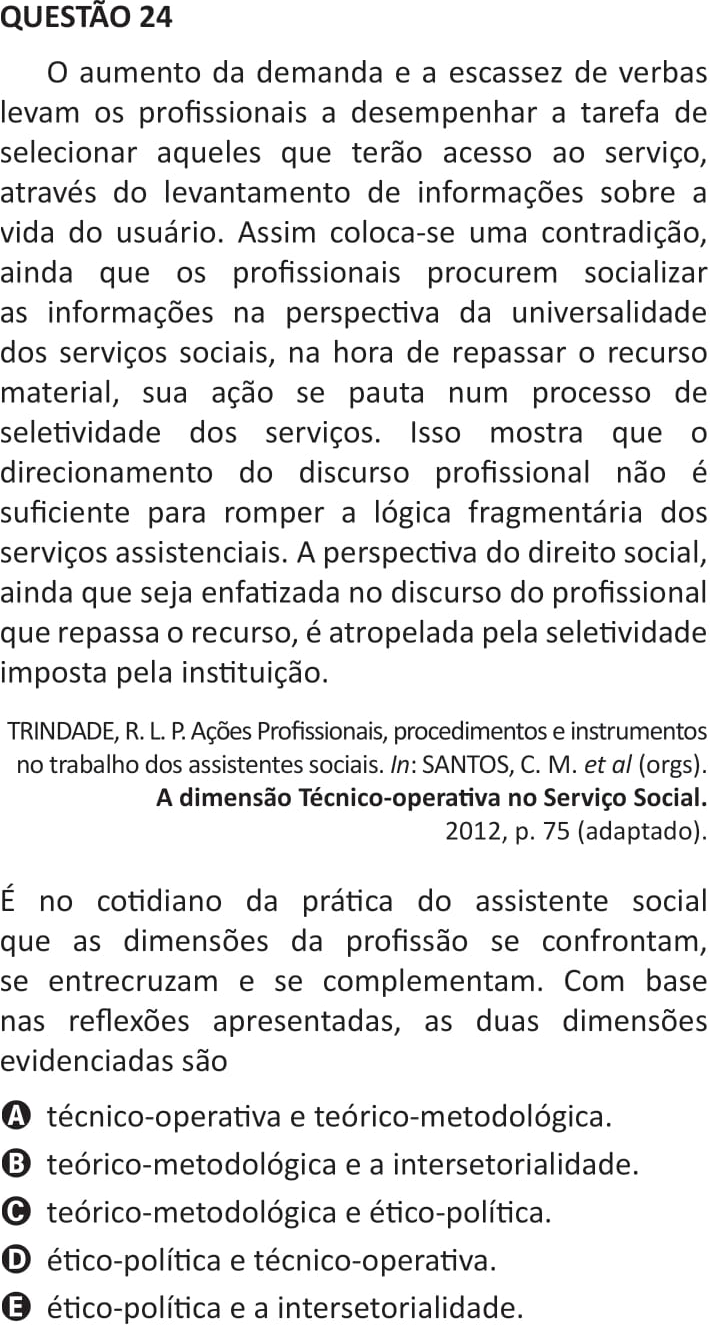 QUESTÃO 24
O aumento da demanda e a escassez de verbas
levam os profissionais a desempenhar a tarefa de
selecionar aqueles que terão acesso ao serviço,
através do levantamento de informações sobre a
vida do usuário. Assim coloca-se uma contradição,
ainda que os profissionais procurem socializar
as informações na perspectiva da universalidade
dos serviços sociais, na hora de repassar o recurso
material, sua ação se pauta num processo de
seletividade dos serviços. Isso mostra que o
direcionamento do discurso profissional não é
suficiente para romper a lógica fragmentária dos
serviços assistenciais. A perspectiva do direito social,
ainda que seja enfatizada no discurso do profissional
que repassa o recurso, é atropelada pela seletividade
imposta pela instituição.
TRINDADE, R. L. P. Ações Profissionais, procedimentos e instrumentos
no trabalho dos assistentes sociais. In: SANTOS, C. M. et al (orgs).
A dimensão Técnico-operativa no Serviço Social.
2012, p. 75 (adaptado).
É no cotidiano da prática do assistente social
que as dimensões da profissão se confrontam,
se entrecruzam e se complementam. Com base
nas reflexões apresentadas, as duas dimensões
evidenciadas são
A técnico-operativa e teórico-metodológica.
B teórico-metodológica e a intersetorialidade.
C teórico-metodológica e ético-política.
D ético-política e técnico-operativa.
E ético-política e a intersetorialidade.